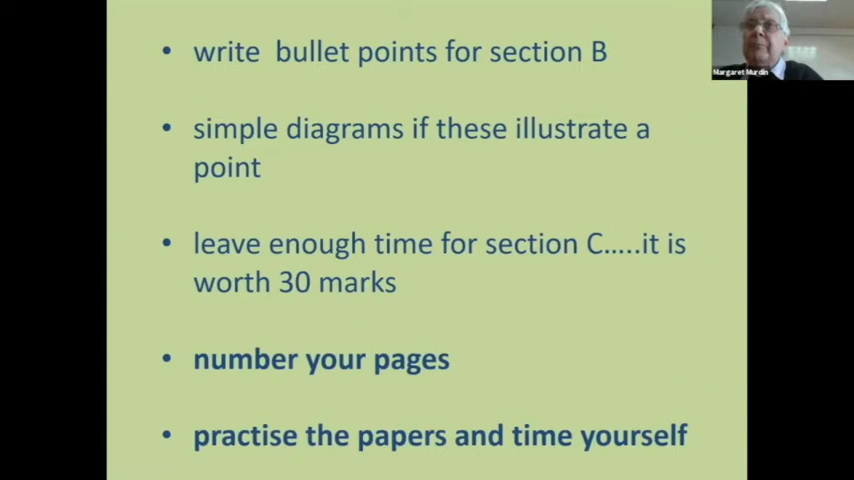 • write  bullet points for section B
• simple diagrams if these illustrate a
point
• leave enough time for section C…..it is
worth 30 marks
• number your pages
• practise the papers and time yourself
Margaret Murdin